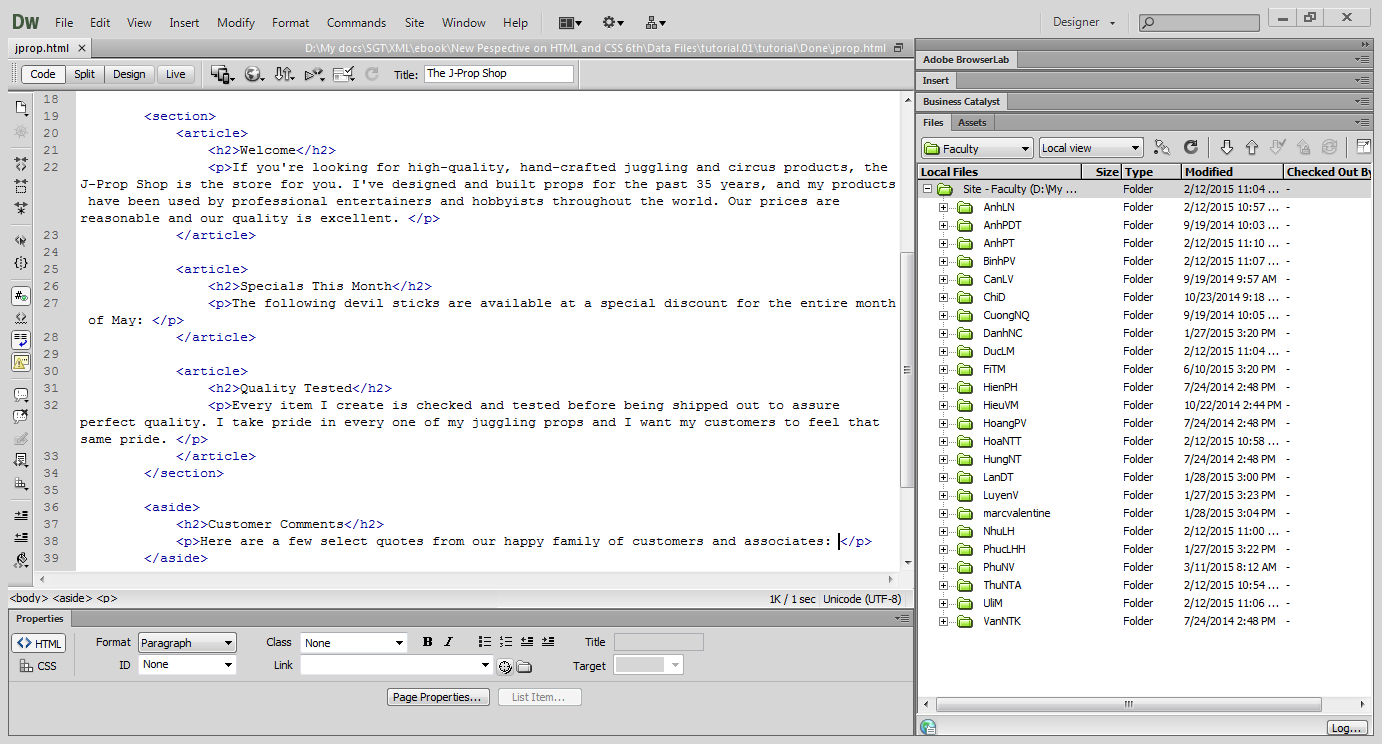 Dw File Edit View Insert Modify Format Commands Site Window Help Designer
jprop.html × D:\My docs\SGT\XML\ebook\New Pespective on HTML and CSS 6th\Data Files\tutorial.01\tutorial\Done\jprop.html
Code Split Design Live Title: The J-Prop Shop
18
19 <section>
20 <article>
21 <h2>Welcome</h2>
22 <p>If you're looking for high-quality, hand-crafted juggling and circus products, the
J-Prop Shop is the store for you. I've designed and built props for the past 35 years, and my products
have been used by professional entertainers and hobbyists throughout the world. Our prices are
reasonable and our quality is excellent. </p>
23 </article>
24
25 <article>
26 <h2>Specials This Month</h2>
27 <p>The following devil sticks are available at a special discount for the entire month
of May: </p>
28 </article>
29
30 <article>
31 <h2>Quality Tested</h2>
32 <p>Every item I create is checked and tested before being shipped out to assure
perfect quality. I take pride in every one of my juggling props and I want my customers to feel that
same pride. </p>
33 </article>
34 </section>
35
36 <aside>
37 <h2>Customer Comments</h2>
38 <p>Here are a few select quotes from our happy family of customers and associates: </p>
39 </aside>
<body> <aside> <p> 1K / 1 sec Unicode (UTF-8)
Properties
<> HTML Format Paragraph Class None B I Title
CSS ID None Link Target
Page Properties... List Item...
Adobe BrowserLab
Insert
Business Catalyst
Files Assets
Faculty Local view
Local Files Size Type Modified Checked Out By
Site - Faculty (D:\My ... Folder 2/12/2015 11:04 ... -
AnhLN Folder 2/12/2015 10:57 ... -
AnhPDT Folder 9/19/2014 10:03 ... -
AnhPT Folder 2/12/2015 11:10 ... -
BinhPV Folder 2/12/2015 11:07 ... -
CanLV Folder 9/19/2014 9:57 AM -
ChiD Folder 10/23/2014 9:18 ... -
CuongNQ Folder 9/19/2014 10:05 ... -
DanhNC Folder 1/27/2015 3:20 PM -
DucLM Folder 2/12/2015 11:04 ... -
FiTM Folder 6/10/2015 3:20 PM -
HienPH Folder 7/24/2014 2:48 PM -
HieuVM Folder 10/22/2014 2:44 PM -
HoangPV Folder 7/24/2014 2:48 PM -
HoaNTT Folder 2/12/2015 10:58 ... -
HungNT Folder 7/24/2014 2:48 PM -
LanDT Folder 1/28/2015 3:00 PM -
LuyenV Folder 1/27/2015 3:23 PM -
marcvalentine Folder 1/28/2015 3:04 PM -
NhuLH Folder 2/12/2015 11:00 ... -
PhucLHH Folder 1/27/2015 3:22 PM -
PhuNV Folder 3/11/2015 8:12 AM -
ThuNTA Folder 2/12/2015 10:54 ... -
UliM Folder 2/12/2015 11:06 ... -
VanNTK Folder 7/24/2014 2:48 PM -
Log...